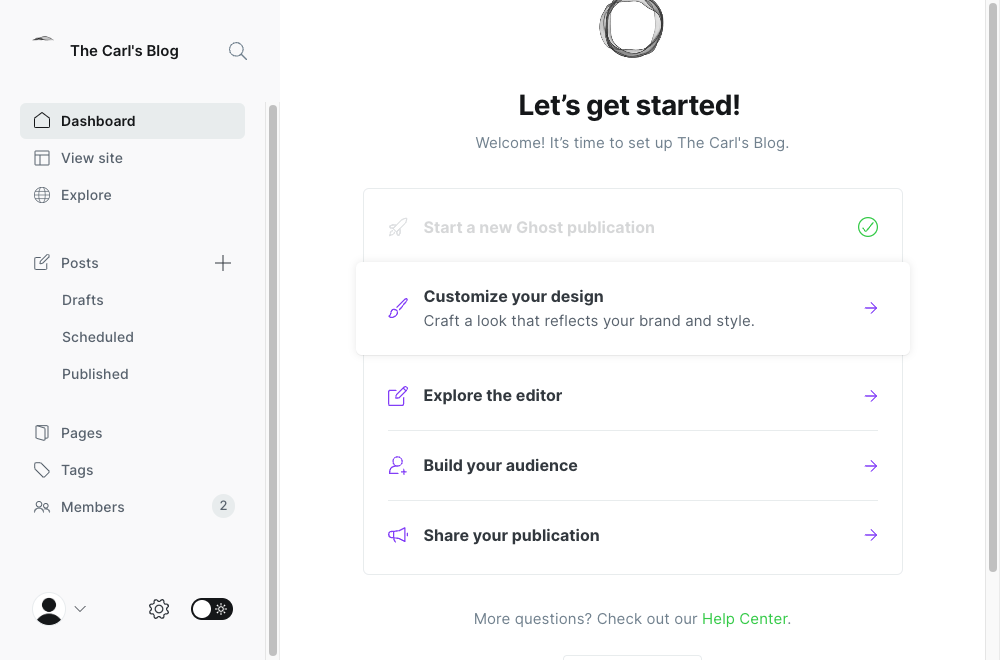 The Carl's Blog
Dashboard
View site
Explore
Posts
Drafts
Scheduled
Published
Pages
Tags
Members
2
Let’s get started!
Welcome! It’s time to set up The Carl's Blog.
Start a new Ghost publication
Customize your design
Craft a look that reflects your brand and style.
Explore the editor
Build your audience
Share your publication
More questions? Check out our Help Center.